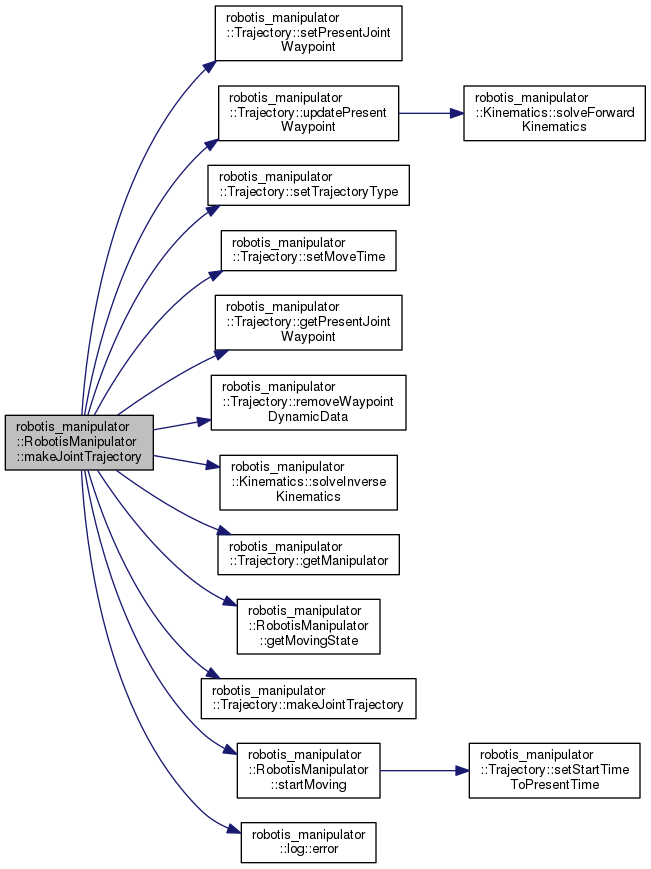 robotis_manipulator
::Trajectory::setPresentJoint
Waypoint
robotis_manipulator
::Trajectory::updatePresent
Waypoint
robotis_manipulator
::Kinematics::solveForward
Kinematics
robotis_manipulator
::Trajectory::setTrajectoryType
robotis_manipulator
::Trajectory::setMoveTime
robotis_manipulator
::Trajectory::getPresentJoint
Waypoint
robotis_manipulator
::Trajectory::removeWaypoint
DynamicData
robotis_manipulator
::RobotisManipulator
::makeJointTrajectory
robotis_manipulator
::Kinematics::solveInverse
Kinematics
robotis_manipulator
::Trajectory::getManipulator
robotis_manipulator
::RobotisManipulator
::getMovingState
robotis_manipulator
::Trajectory::makeJointTrajectory
robotis_manipulator
::RobotisManipulator
::startMoving
robotis_manipulator
::Trajectory::setStartTime
ToPresentTime
robotis_manipulator
::log::error